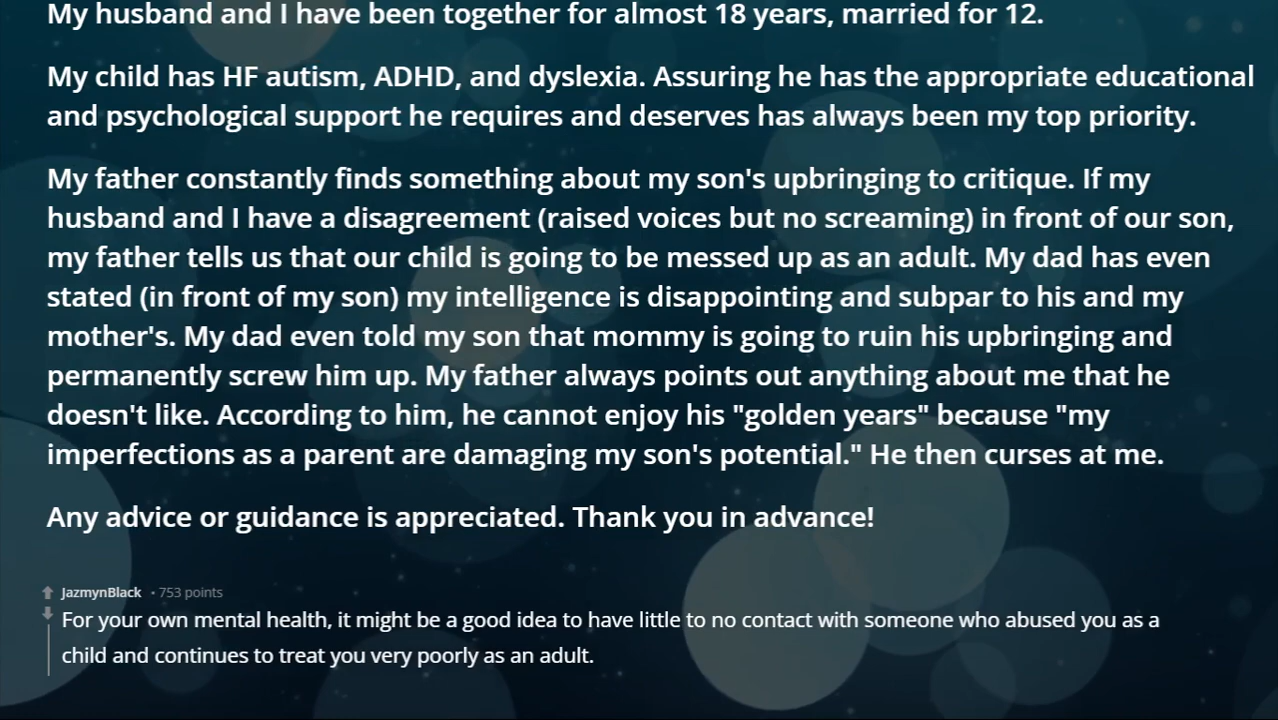 My husband and I have been together for almost 18 years, married for 12.
My child has HF autism, ADHD, and dyslexia. Assuring he has the appropriate educational
and psychological support he requires and deserves has always been my top priority.
My father constantly finds something about my son's upbringing to critique. If my
husband and I have a disagreement (raised voices but no screaming) in front of our son,
my father tells us that our child is going to be messed up as an adult. My dad has even
stated (in front of my son) my intelligence is disappointing and subpar to his and my
mother's. My dad even told my son that mommy is going to ruin his upbringing and
permanently screw him up. My father always points out anything about me that he
doesn't like. According to him, he cannot enjoy his "golden years" because "my
imperfections as a parent are damaging my son's potential." He then curses at me.
Any advice or guidance is appreciated. Thank you in advance!
JazmynBlack • 753 points
For your own mental health, it might be a good idea to have little to no contact with someone who abused you as a
child and continues to treat you very poorly as an adult.